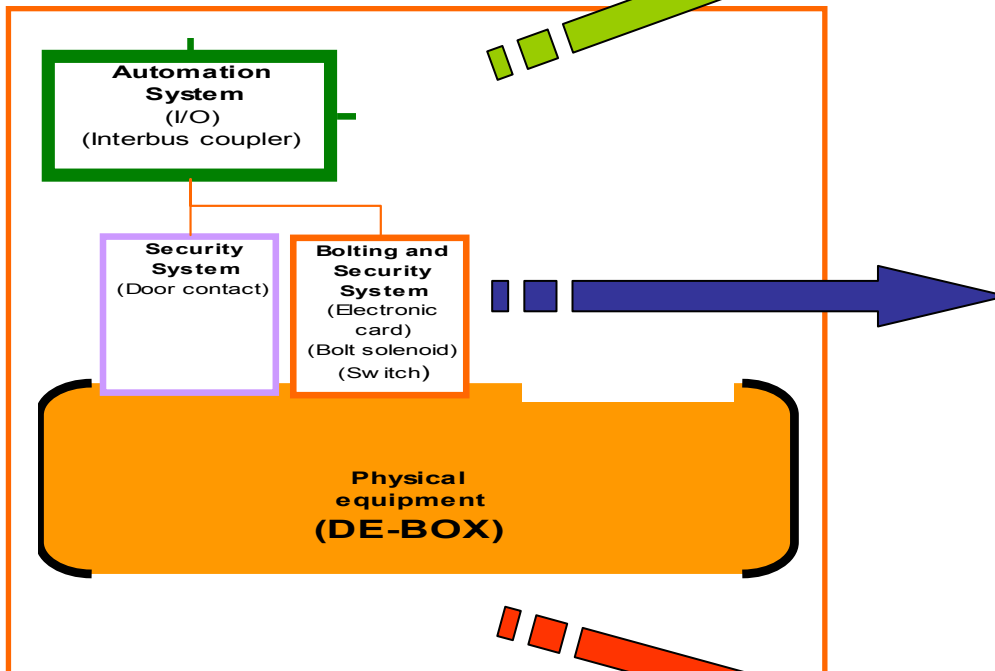 Automation
System
(I/O)
(Interbus coupler)
Security
System
(Door contact)
Bolting and
Security
System
(Electronic
card)
(Bolt solenoid)
(Switch)
Physical
equipment
(DE-BOX)